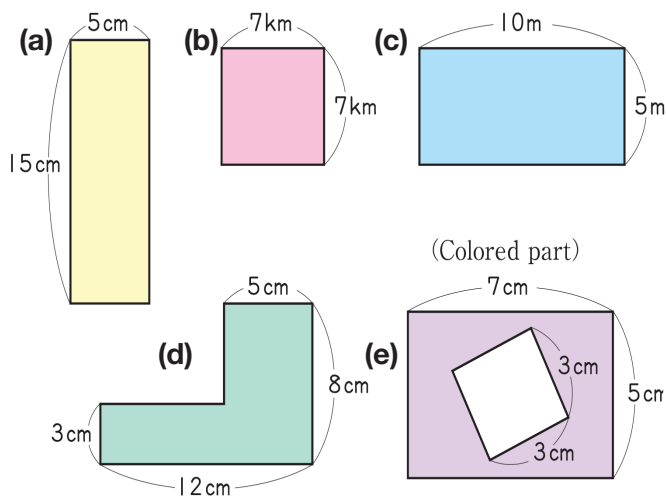 (a)
5cm
15cm
(b)
7km
7km
(c)
10m
5m
(d)
5cm
8cm
3cm
12cm
(Colored part)
(e)
7cm
3cm
3cm
5cm